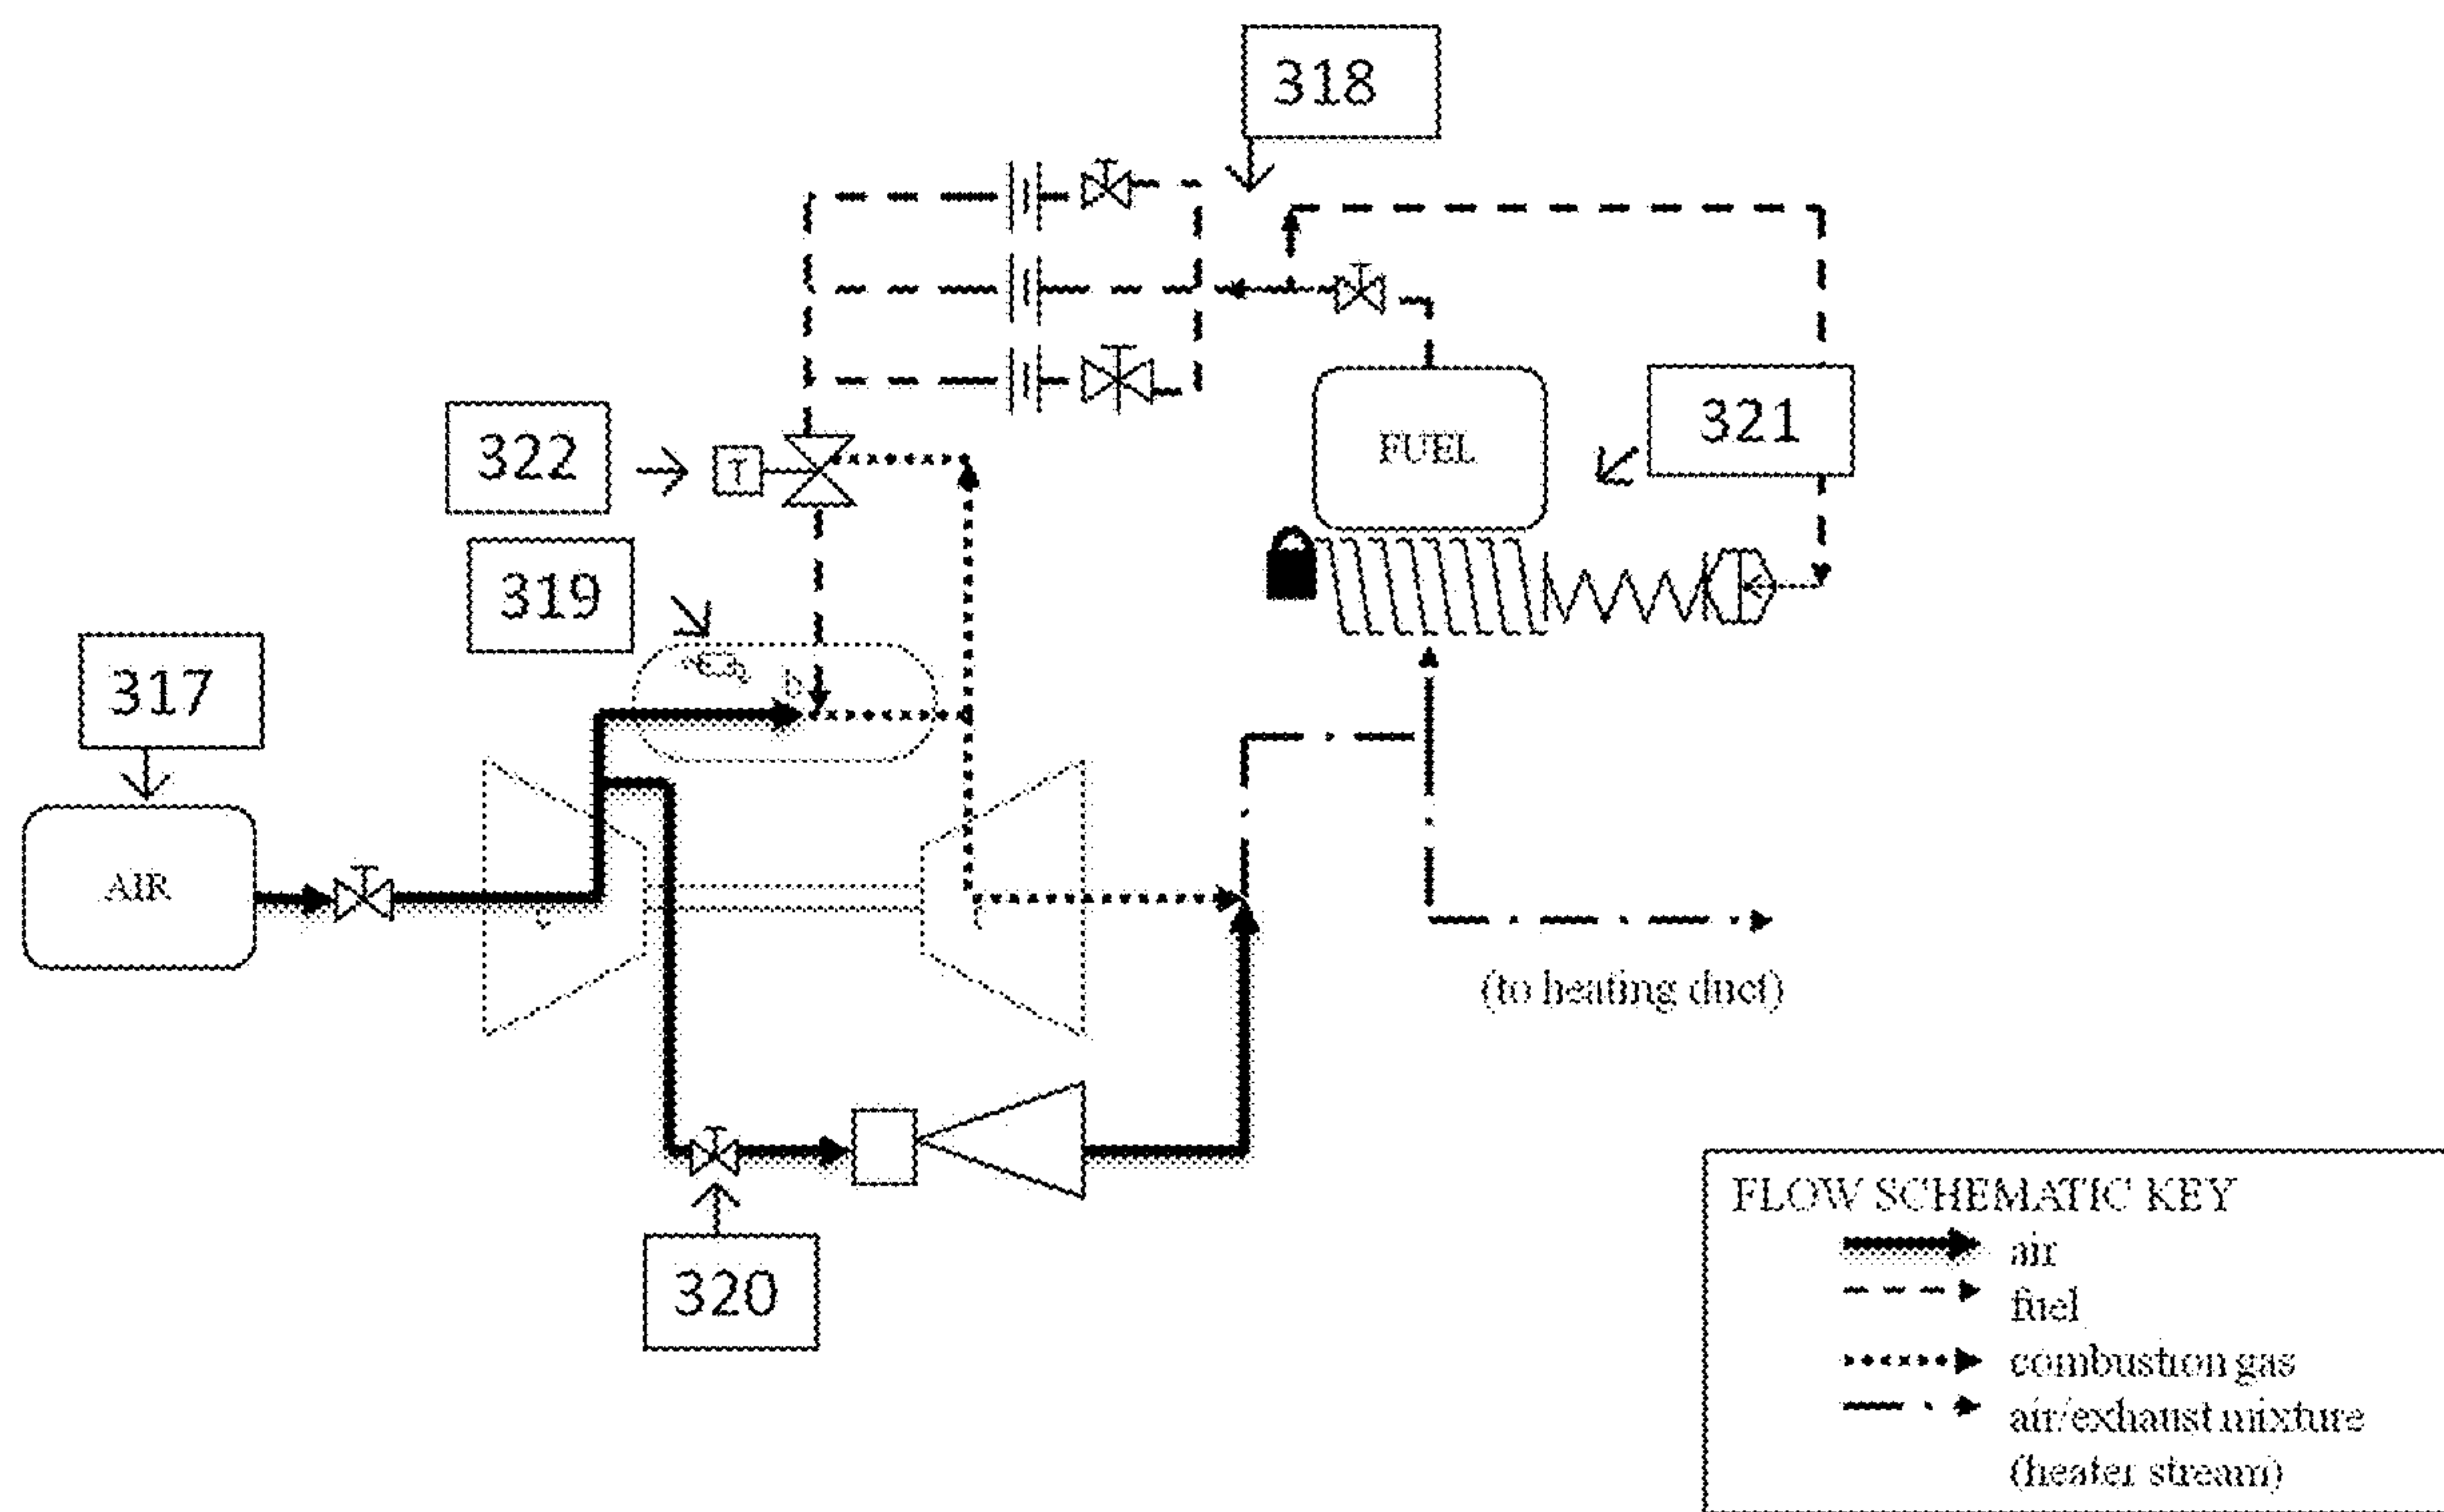 318
321
FUEL
322
T
319
317
AIR
(to heating duct)
320
FLOW SCHEMATIC KEY
air
fuel
combustion gas
air/exhaust mixture
(heater stream)